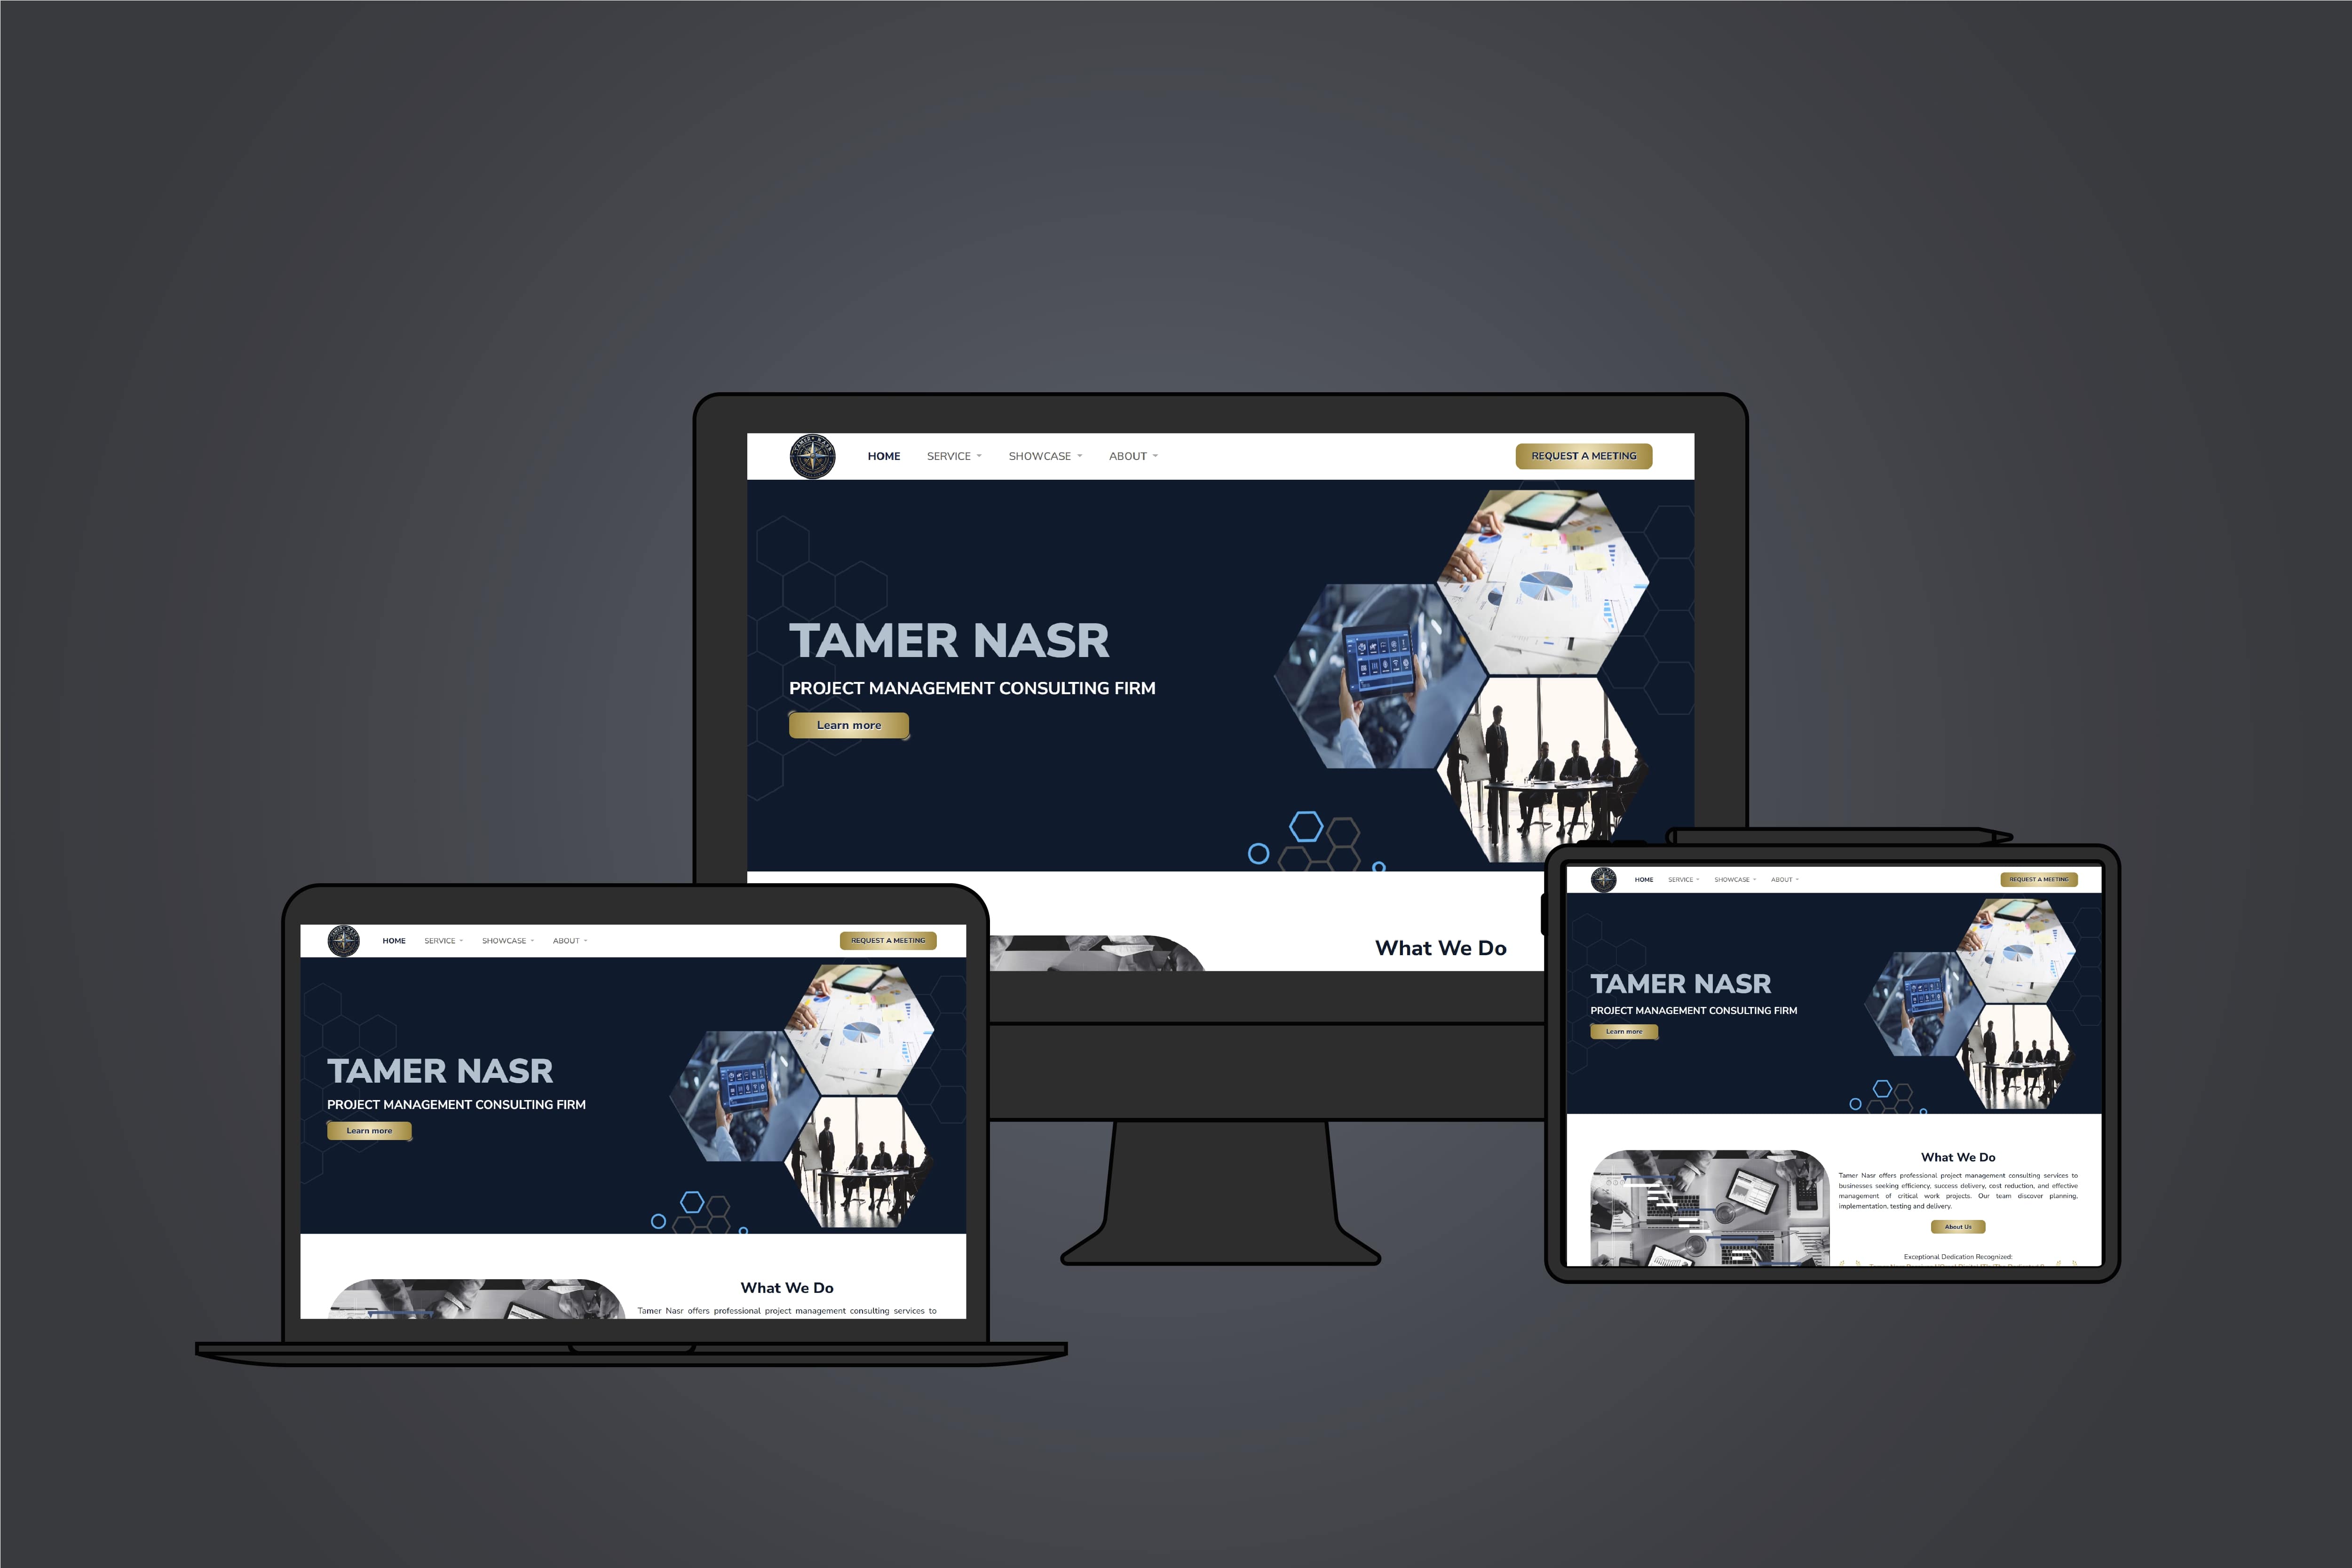 TAMER NASR
HOME SERVICE SHOWCASE ABOUT REQUEST A MEETING
TAMER NASR
PROJECT MANAGEMENT CONSULTING FIRM
Learn more
What We Do
HOME SERVICE SHOWCASE ABOUT REQUEST A MEETING
TAMER NASR
PROJECT MANAGEMENT CONSULTING FIRM
Learn more
What We Do
Tamer Nasr offers professional project management consulting services to
HOME SERVICE SHOWCASE ABOUT REQUEST A MEETING
TAMER NASR
PROJECT MANAGEMENT CONSULTING FIRM
Learn more
What We Do
Tamer Nasr offers professional project management consulting services to
businesses seeking efficiency, success delivery, cost reduction, and effective
management of critical work projects. Our team discover planning,
implementation, testing and delivery.
About Us
Exceptional Dedication Recognized: